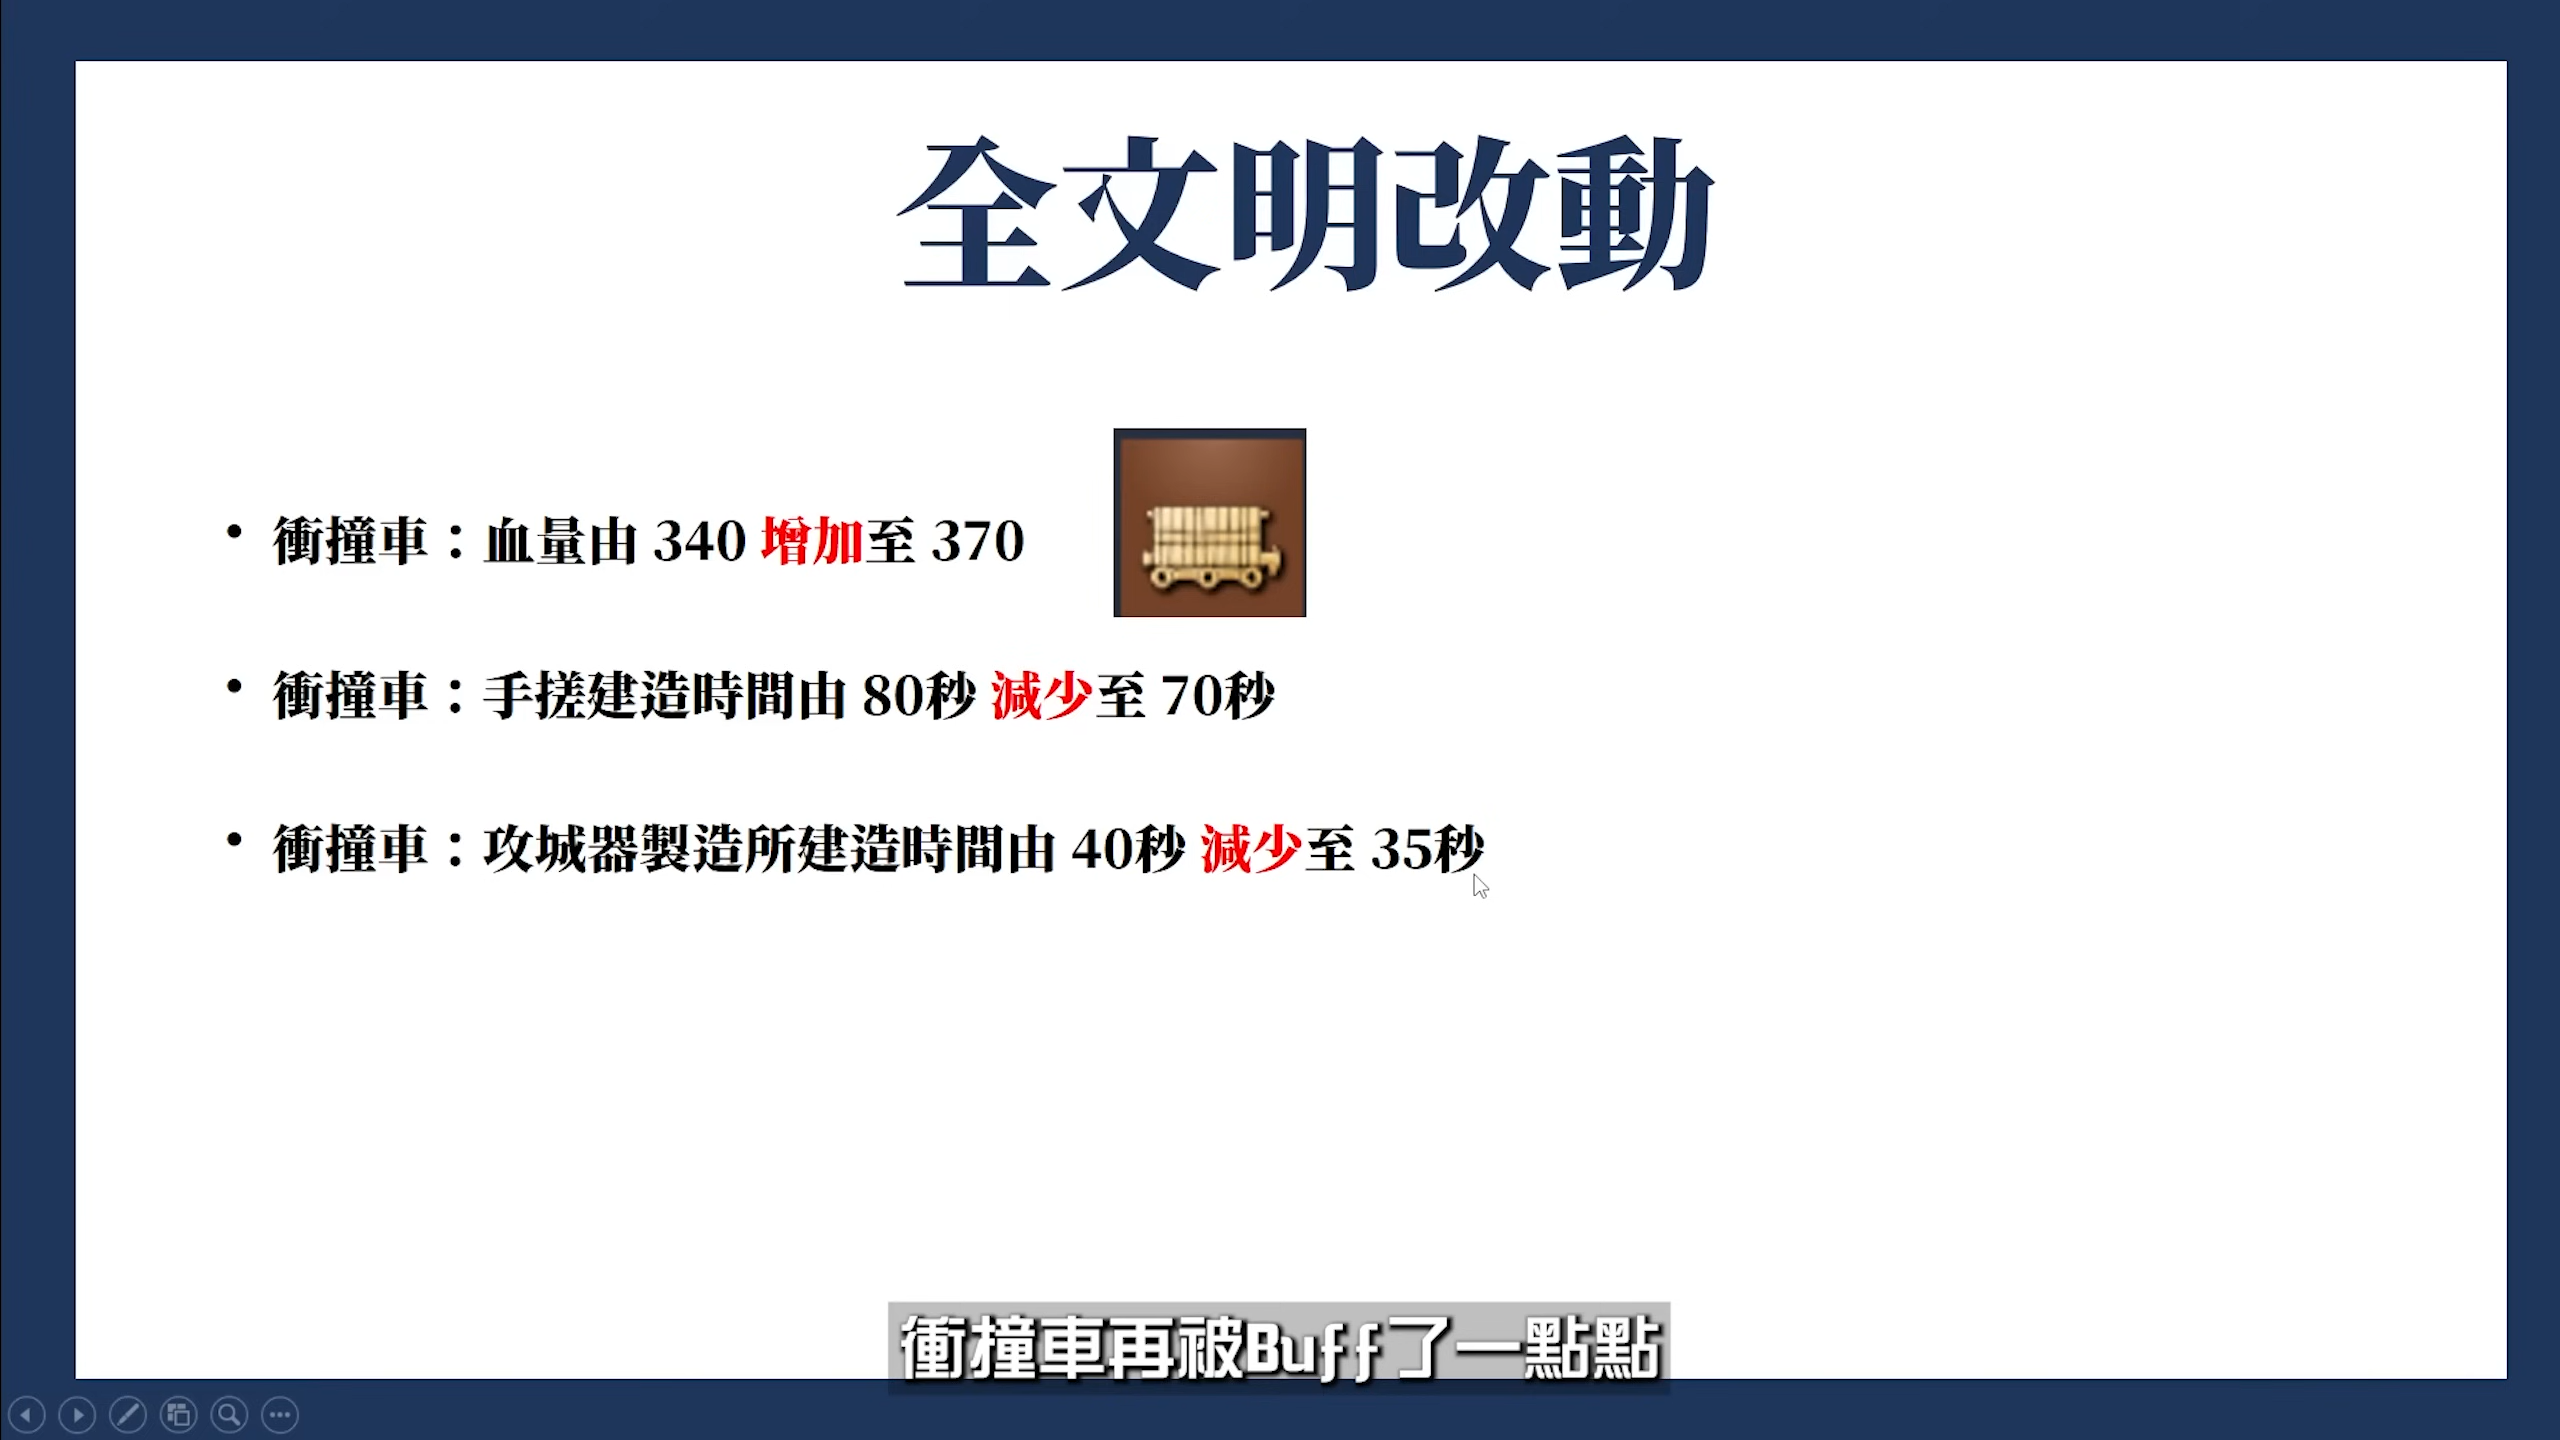 全文明改動
• 衝撞車：血量由 340 增加至 370
• 衝撞車：手搓建造時間由 80秒 減少至 70秒
• 衝撞車：攻城器製造所建造時間由 40秒 減少至 35秒
衝撞車再被Buff了一點點